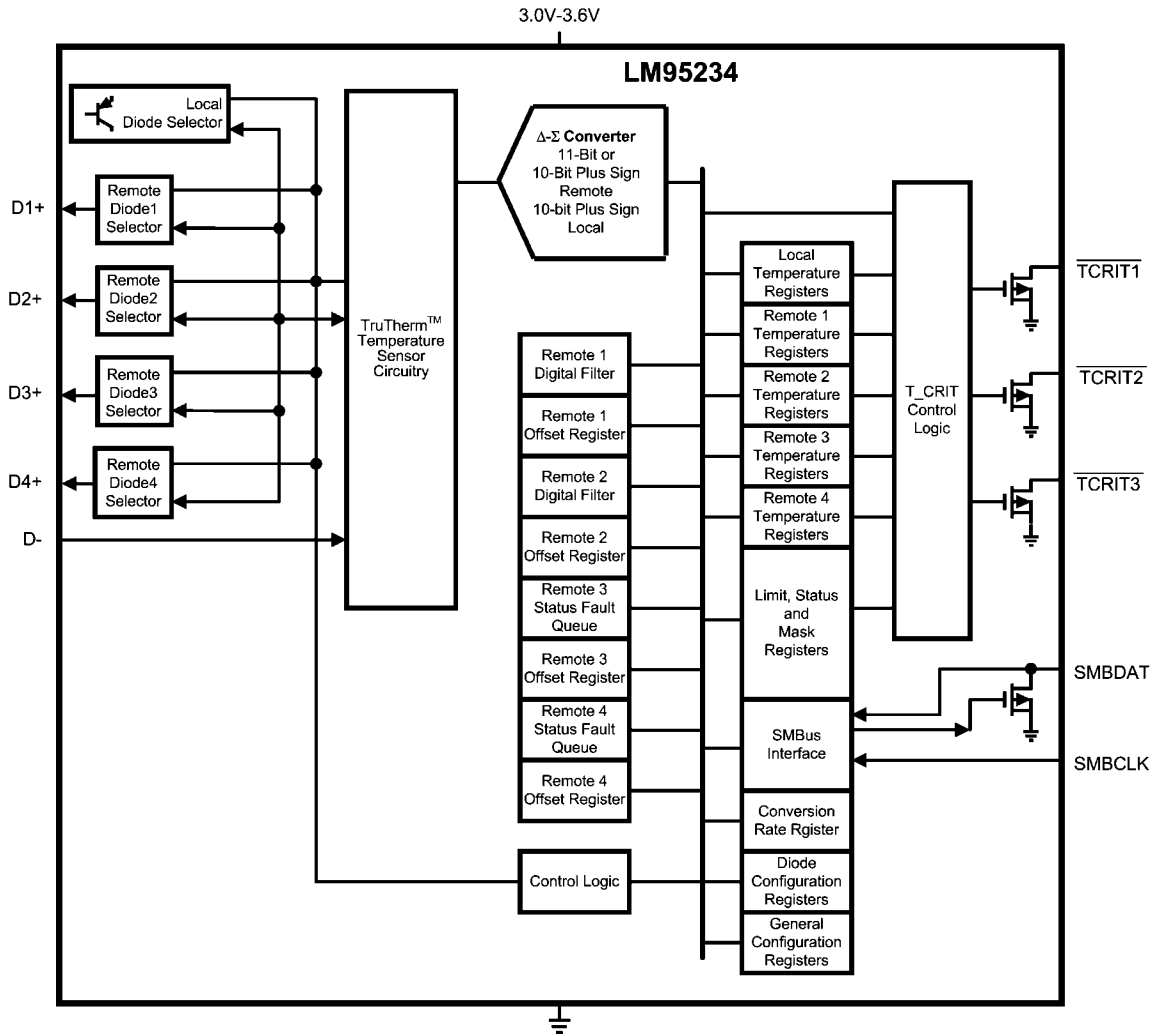 3.0V-3.6V
LM95234
Local
Diode Selector
D1+
Remote
Diode1
Selector
D2+
Remote
Diode2
Selector
D3+
Remote
Diode3
Selector
D4+
Remote
Diode4
Selector
D-
TruTherm™
Temperature
Sensor
Circuitry
Δ-Σ Converter
11-Bit or
10-Bit Plus Sign
Remote
10-bit Plus Sign
Local
Remote 1
Digital Filter
Remote 1
Offset Register
Remote 2
Digital Filter
Remote 2
Offset Register
Remote 3
Status Fault
Queue
Remote 3
Offset Register
Remote 4
Status Fault
Queue
Remote 4
Offset Register
Control Logic
Local
Temperature
Registers
Remote 1
Temperature
Registers
Remote 2
Temperature
Registers
Remote 3
Temperature
Registers
Remote 4
Temperature
Registers
Limit, Status
and
Mask
Registers
SMBus
Interface
Conversion
Rate Rgister
Diode
Configuration
Registers
General
Configuration
Registers
T_CRIT
Control
Logic
TCRIT1
TCRIT2
TCRIT3
SMBDAT
SMBCLK